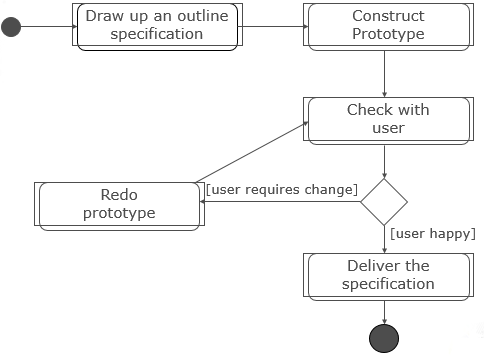 Draw up an outline
specification
Construct
Prototype
Check with
user
[user requires change]
Redo
prototype
[user happy]
Deliver the
specification